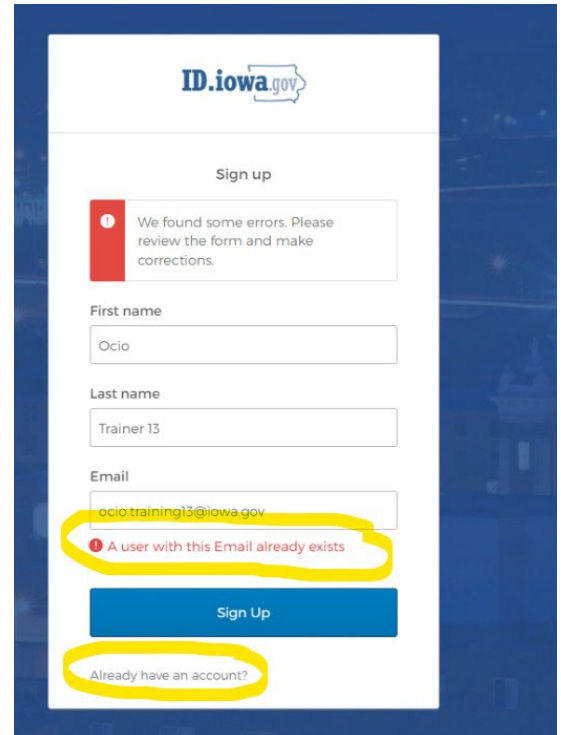 ID.iowa.gov
Sign up
We found some errors. Please
review the form and make
corrections.
First name
Ocio
Last name
Trainer 13
Email
ocio.training13@iowa.gov
A user with this Email already exists
Sign Up
Already have an account?